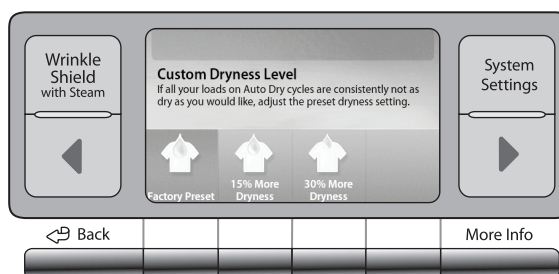 Wrinkle
Shield
with Steam
Custom Dryness Level
If all your loads on Auto Dry cycles are consistently not as
dry as you would like, adjust the preset dryness setting.
Factory Preset
15% More
Dryness
30% More
Dryness
System
Settings
Back
More Info